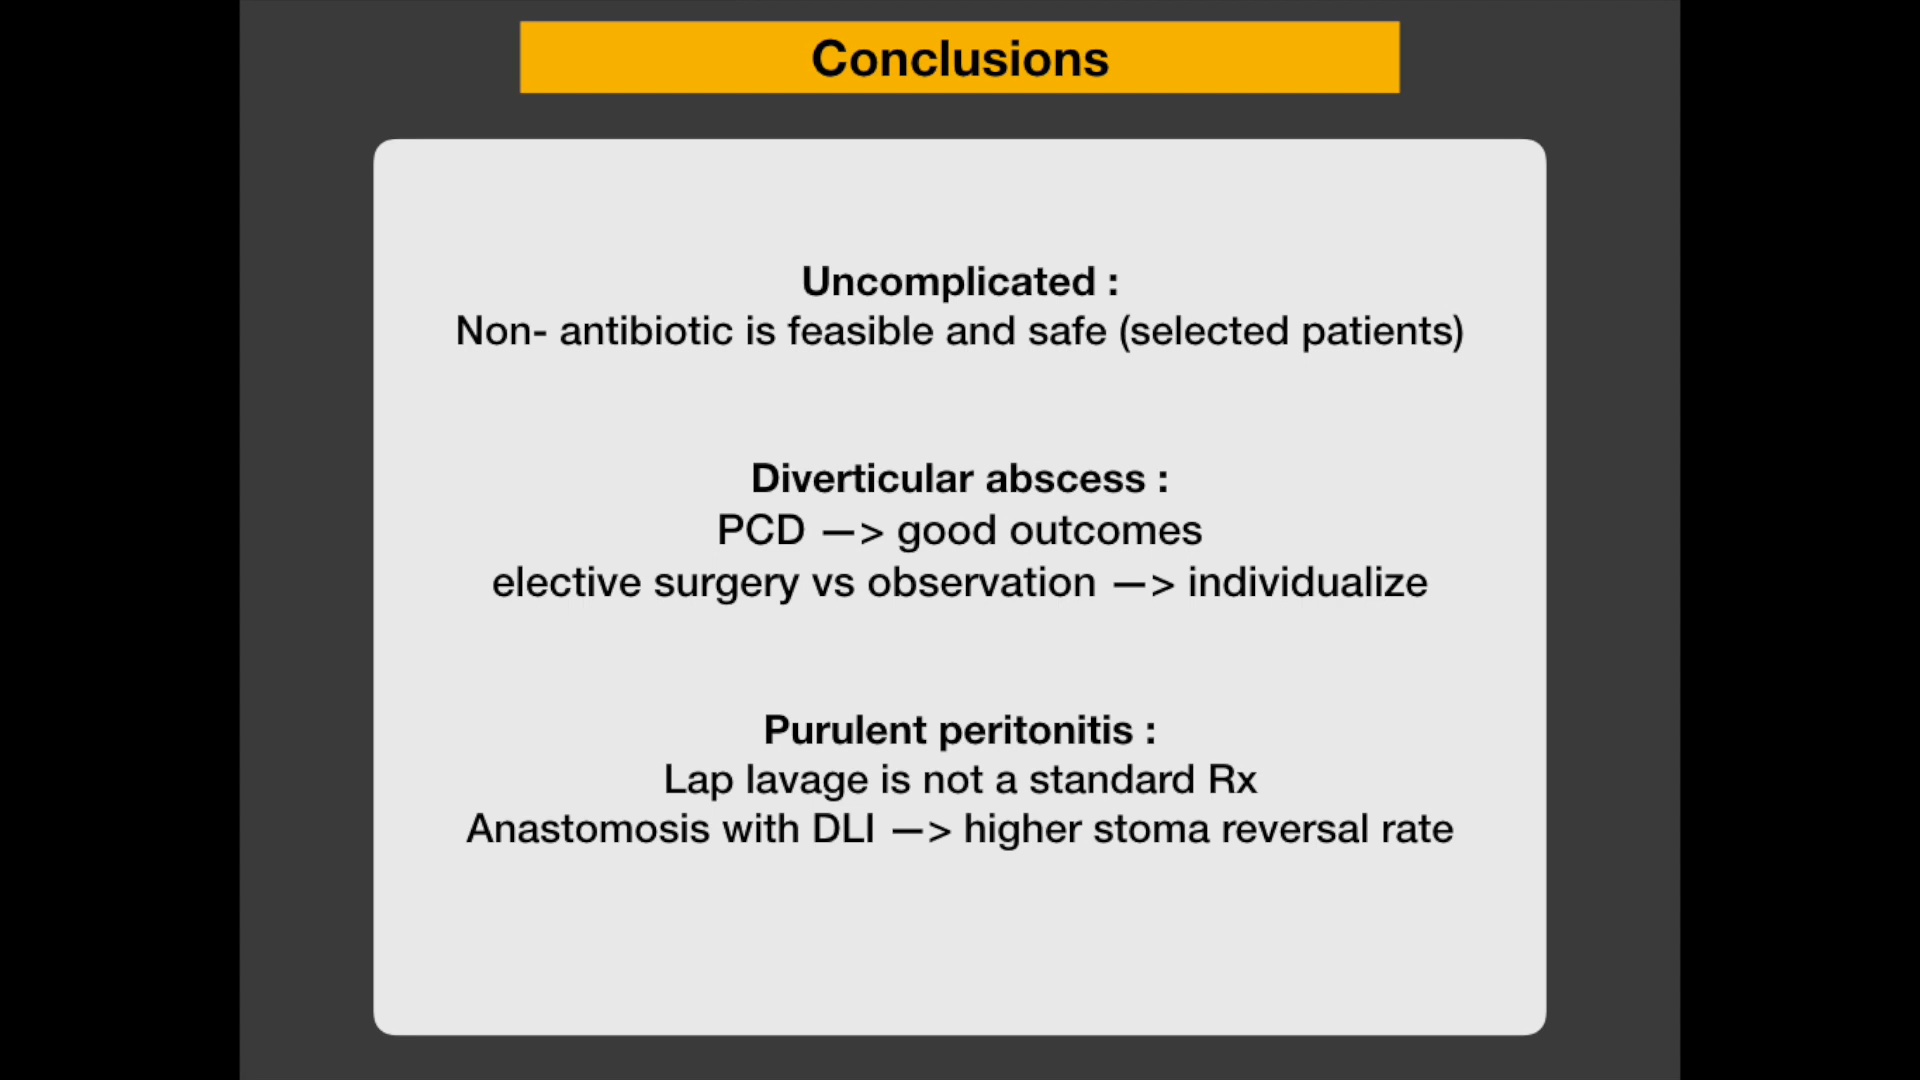 Conclusions
Uncomplicated :
Non- antibiotic is feasible and safe (selected patients)
Diverticular abscess :
PCD —> good outcomes
elective surgery vs observation —> individualize
Purulent peritonitis :
Lap lavage is not a standard Rx
Anastomosis with DLI —> higher stoma reversal rate